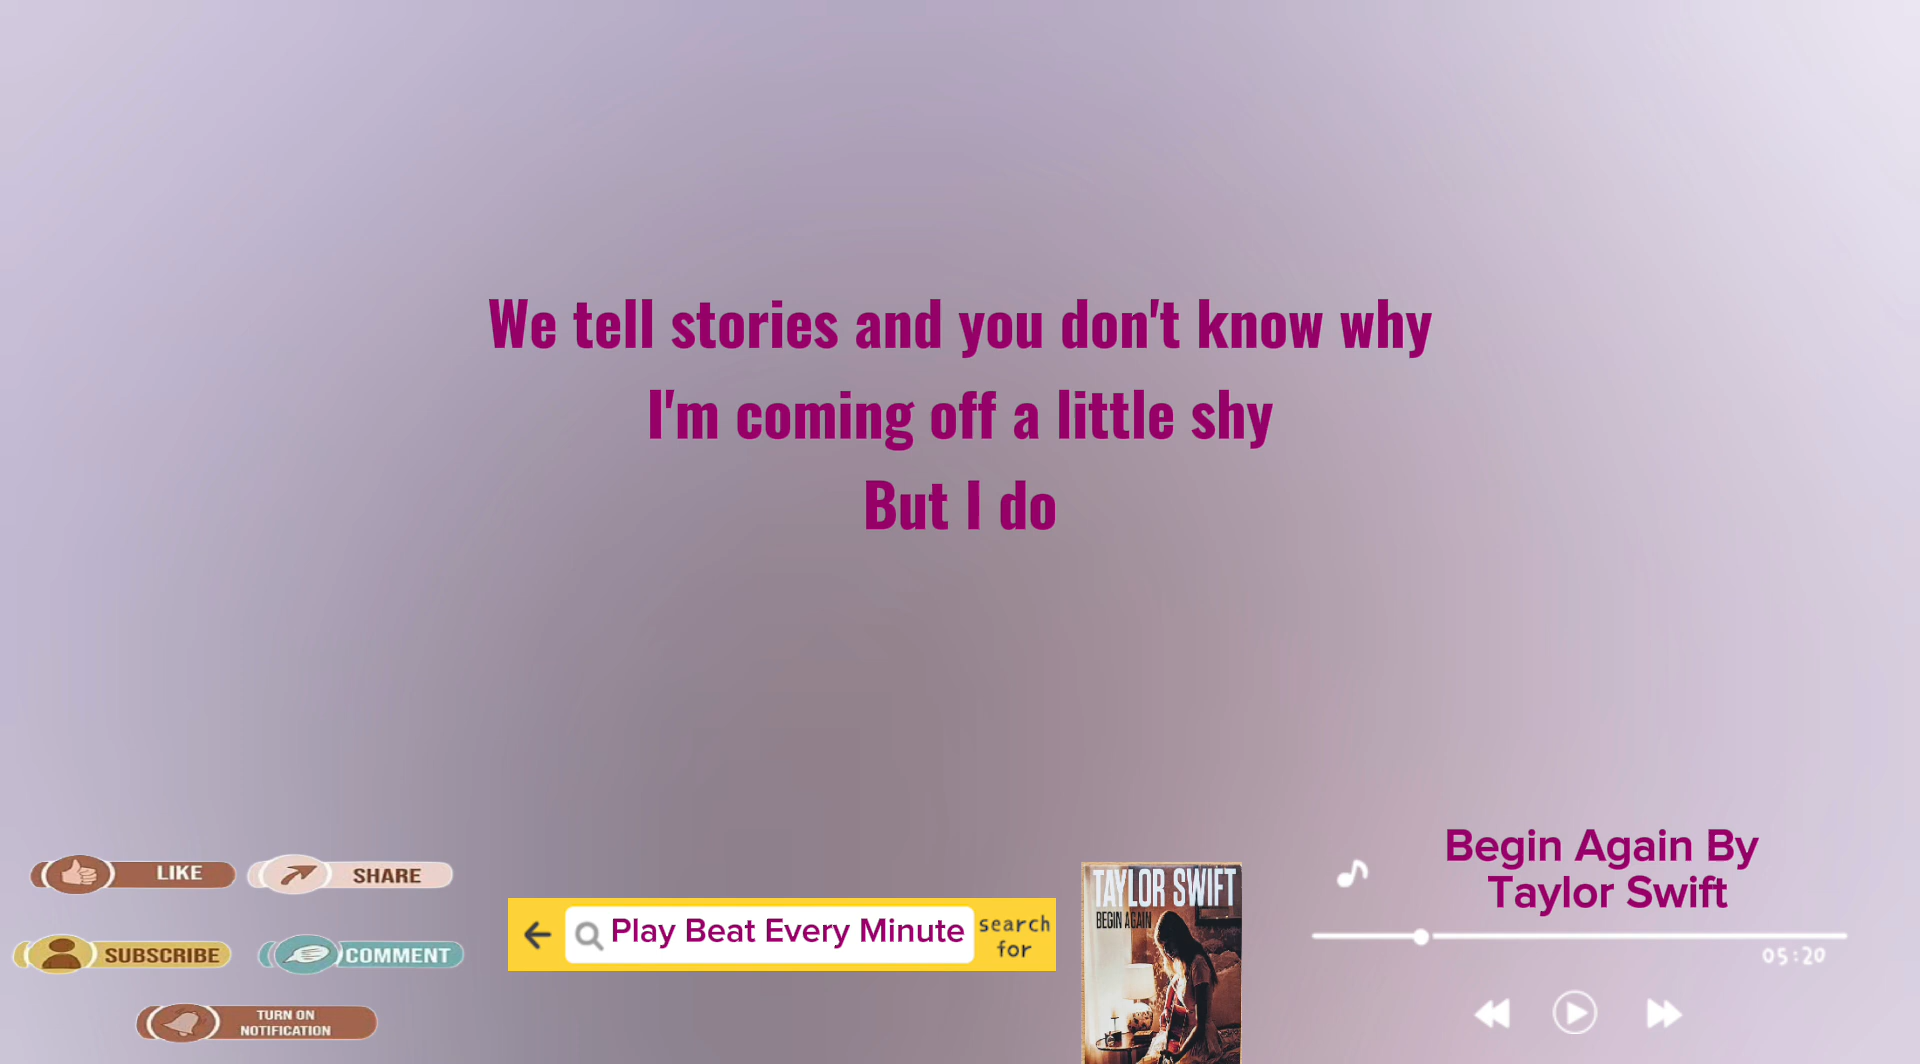 We tell stories and you don't know why
I'm coming off a little shy
But I do
LIKE
SHARE
SUBSCRIBE
COMMENT
TURN ON
NOTIFICATION
Play Beat Every Minute
search
for
TAYLOR SWIFT
BEGIN AGAIN
Begin Again By
Taylor Swift
05:20